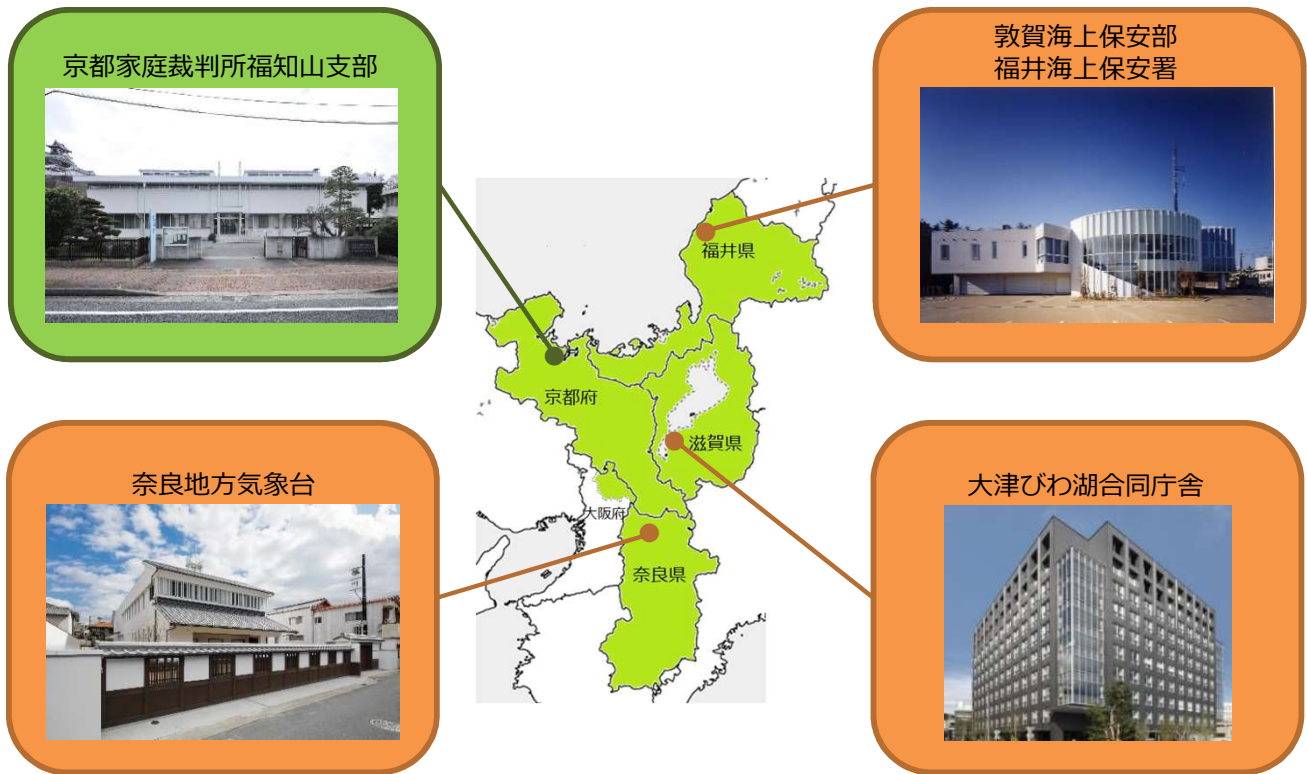 京都家庭裁判所福知山支部
敦賀海上保安部
福井海上保安署
福井県
京都府
滋賀県
大阪府
奈良県
奈良地方気象台
大津びわ湖合同庁舎